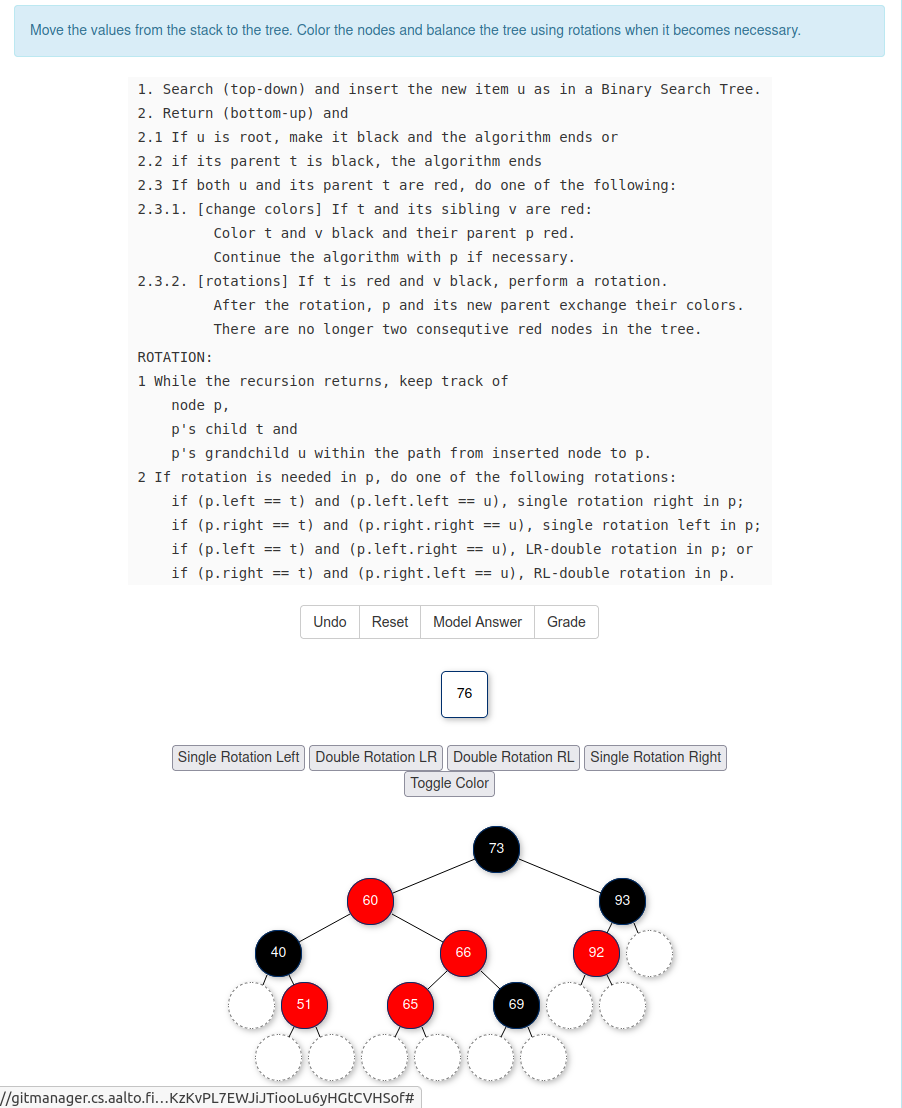 Move the values from the stack to the tree. Color the nodes and balance the tree using rotations when it becomes necessary.
1. Search (top-down) and insert the new item u as in a Binary Search Tree.
2. Return (bottom-up) and
2.1 If u is root, make it black and the algorithm ends or
2.2 if its parent t is black, the algorithm ends
2.3 If both u and its parent t are red, do one of the following:
2.3.1. [change colors] If t and its sibling v are red:
Color t and v black and their parent p red.
Continue the algorithm with p if necessary.
2.3.2. [rotations] If t is red and v black, perform a rotation.
After the rotation, p and its new parent exchange their colors.
There are no longer two consequtive red nodes in the tree.
ROTATION:
1 While the recursion returns, keep track of
node p,
p's child t and
p's grandchild u within the path from inserted node to p.
2 If rotation is needed in p, do one of the following rotations:
if (p.left == t) and (p.left.left == u), single rotation right in p;
if (p.right == t) and (p.right.right == u), single rotation left in p;
if (p.left == t) and (p.left.right == u), LR-double rotation in p; or
if (p.right == t) and (p.right.left == u), RL-double rotation in p.
Undo Reset Model Answer Grade
76
Single Rotation Left Double Rotation LR Double Rotation RL Single Rotation Right
Toggle Color
73
60 93
40 66 92
51 65 69
//gitmanager.cs.aalto.fi...KzKvPL7EWJiJTiooLu6yHGtCVHSof#